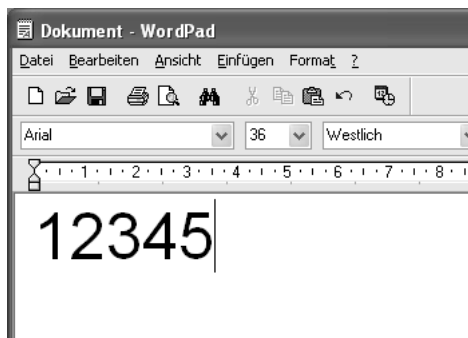 Dokument - WordPad
Datei Bearbeiten Ansicht Einfügen Format ?
Arial 36 Westlich
1 2 3 4 5 6 7 8
12345